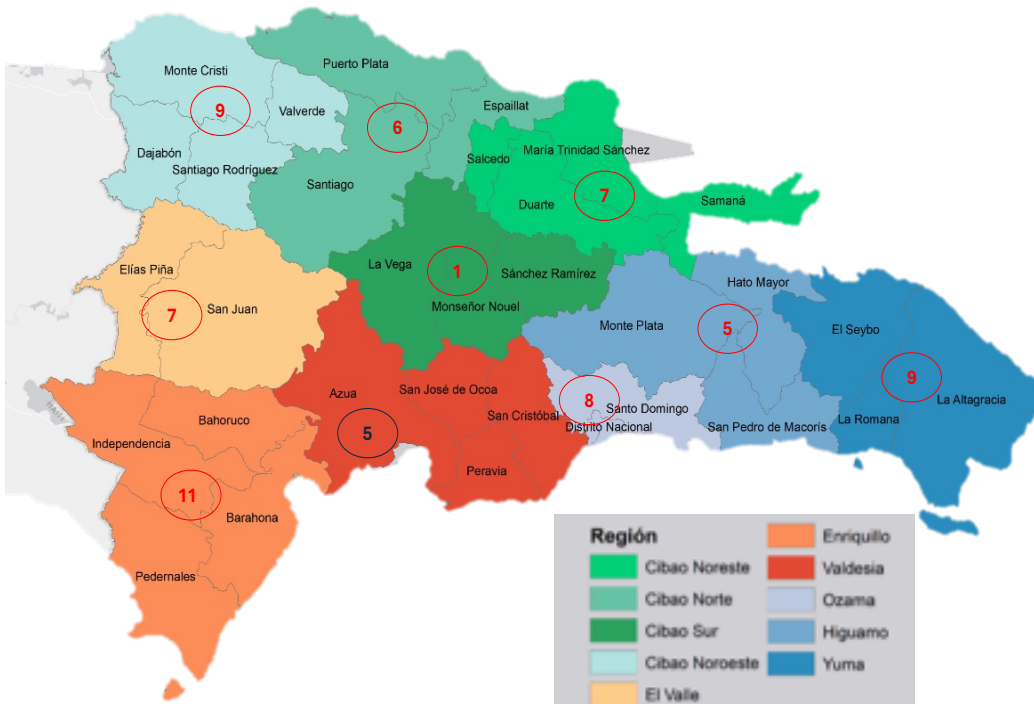 Monte Cristi
Puerto Plata
9
Valverde
6
Espaillat
Dajabón
Santiago Rodríguez
Santiago
Salcedo
María Trinidad Sánchez
7
Duarte
Samaná
Elías Piña
San Juan
7
La Vega
1
Sánchez Ramírez
Monseñor Nouel
Hato Mayor
Monte Plata
5
El Seybo
9
La Altagracia
La Romana
San Pedro de Macorís
Azua
San José de Ocoa
5
San Cristóbal
8
Santo Domingo
Distrito Nacional
Peravia
Bahoruco
Independencia
11
Barahona
Pedernales
Región
Cibao Noreste
Cibao Norte
Cibao Sur
Cibao Noroeste
El Valle
Enriquillo
Valdesia
Ozama
Higuamo
Yuma